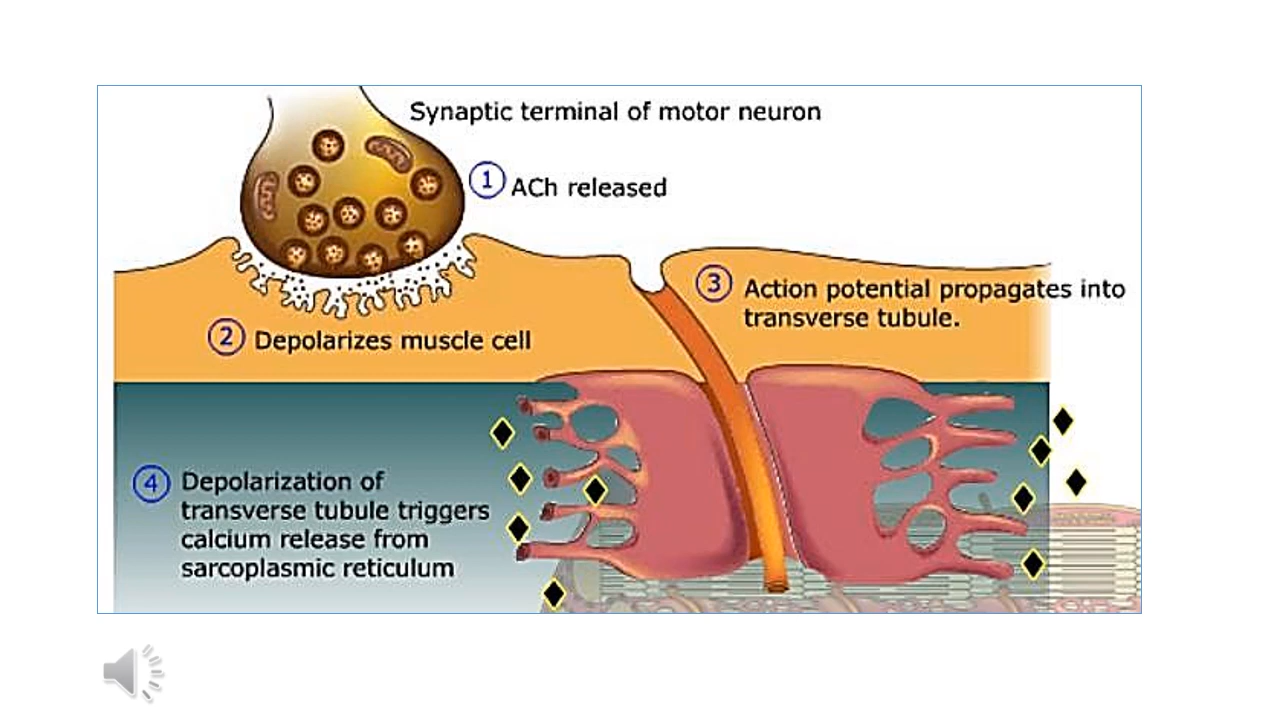 Synaptic terminal of motor neuron
1 ACh released
3 Action potential propagates into
transverse tubule.
2 Depolarizes muscle cell
4 Depolarization of
transverse tubule triggers
calcium release from
sarcoplasmic reticulum